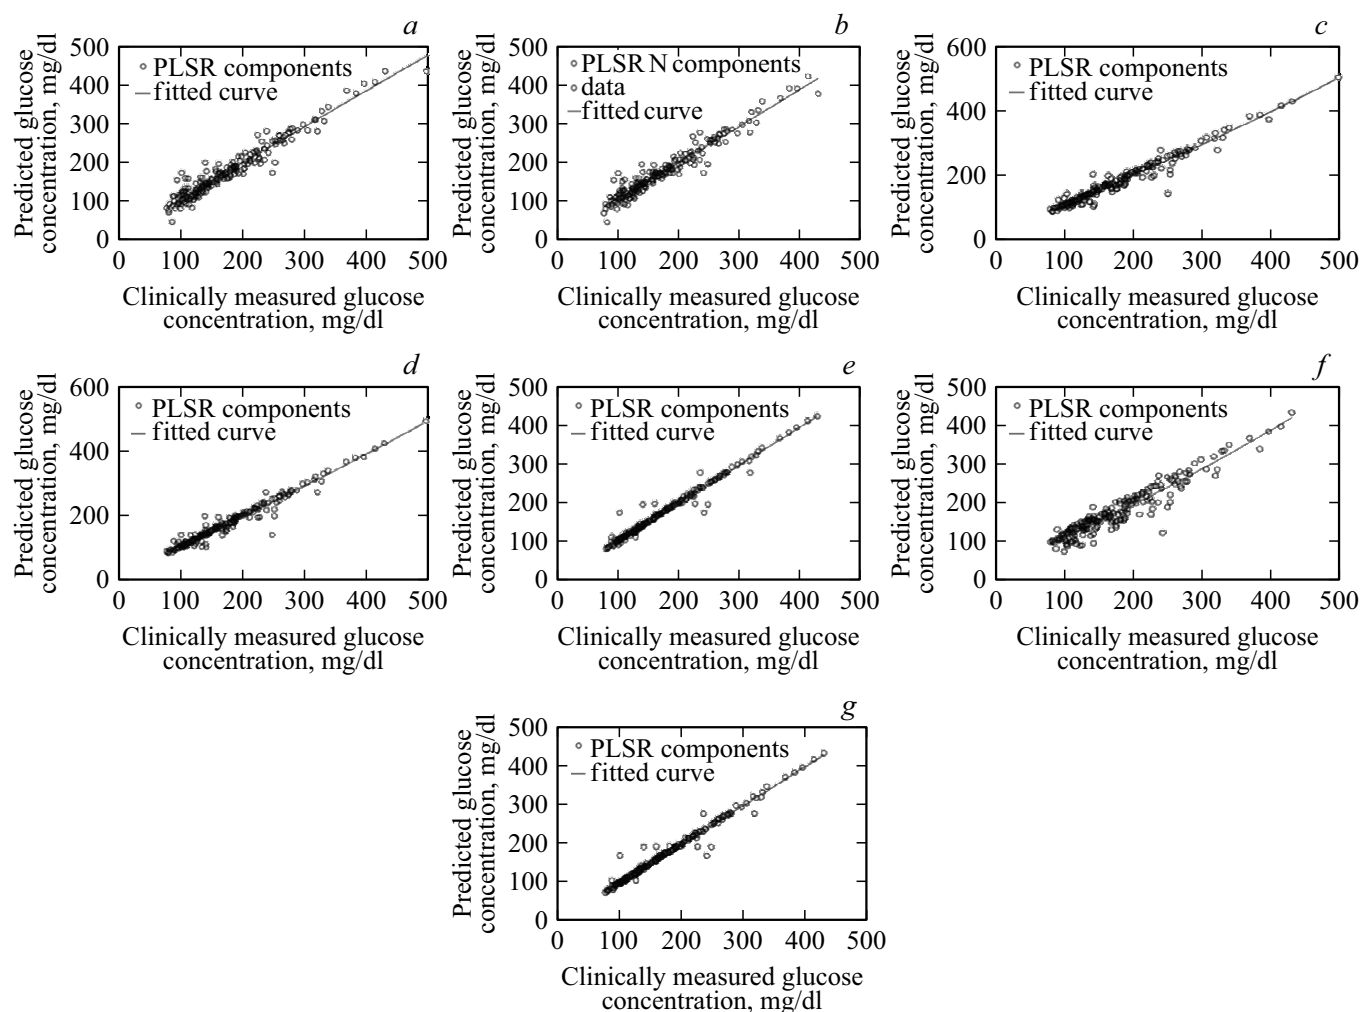 a
500
400
300
200
100
0
Predicted glucose
concentration, mg/dl
PLSR components
fitted curve
0 100 200 300 400 500
Clinically measured glucose
concentration, mg/dl
b
500
400
300
200
100
0
Predicted glucose
concentration, mg/dl
PLSR N components
data
fitted curve
0 100 200 300 400 500
Clinically measured glucose
concentration, mg/dl
c
600
400
200
0
Predicted glucose
concentration, mg/dl
PLSR components
fitted curve
0 100 200 300 400 500
Clinically measured glucose
concentration, mg/dl
d
600
400
200
0
Predicted glucose
concentration, mg/dl
PLSR components
fitted curve
0 100 200 300 400 500
Clinically measured glucose
concentration, mg/dl
e
500
400
300
200
100
0
Predicted glucose
concentration, mg/dl
PLSR components
fitted curve
0 100 200 300 400 500
Clinically measured glucose
concentration, mg/dl
f
500
400
300
200
100
0
Predicted glucose
concentration, mg/dl
PLSR components
fitted curve
0 100 200 300 400 500
Clinically measured glucose
concentration, mg/dl
g
500
400
300
200
100
0
Predicted glucose
concentration, mg/dl
PLSR components
fitted curve
0 100 200 300 400 500
Clinically measured glucose
concentration, mg/dl